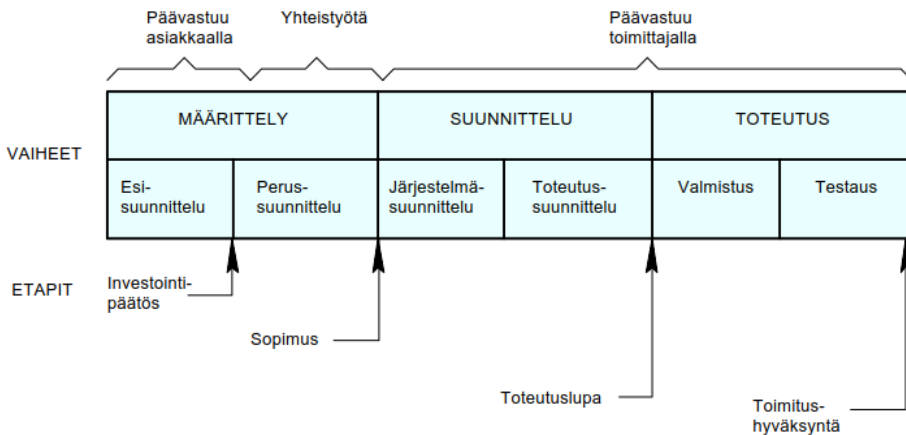 Päävastuu
asiakkaalla
Yhteistyötä
Päävastuu
toimittajalla
MÄÄRITTELY
SUUNNITTELU
TOTEUTUS
VAIHEET
Esi-
suunnittelu
Perus-
suunnittelu
Järjestelmä-
suunnittelu
Toteutus-
suunnittelu
Valmistus
Testaus
ETAPIT
Investointi-
päätös
Sopimus
Toteutuslupa
Toimitus-
hyväksyntä